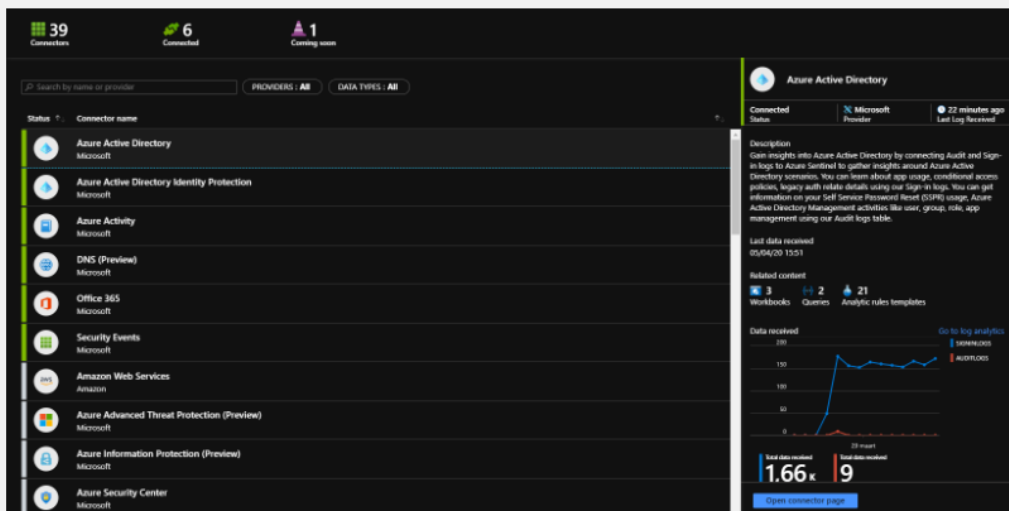 39
Connectors
6
Connected
1
Coming soon
Search by name or provider
PROVIDERS : All
DATA TYPES : All
Status
Connector name
Azure Active Directory
Microsoft
Azure Active Directory Identity Protection
Microsoft
Azure Activity
Microsoft
DNS (Preview)
Microsoft
Office 365
Microsoft
Security Events
Microsoft
aws
Amazon Web Services
Amazon
Azure Advanced Threat Protection (Preview)
Microsoft
Azure Information Protection (Preview)
Microsoft
Azure Security Center
Microsoft
Azure Active Directory
Connected
Status
Microsoft
Provider
22 minutes ago
Last Log Received
Description
Gain insights into Azure Active Directory by connecting Audit and Sign-
in logs to Azure Sentinel to gather insights around Azure Active
Directory scenarios. You can learn about app usage, conditional access
policies, legacy auth relate details using our Sign-in logs. You can get
information on your Self Service Password Reset (SSPR) usage, Azure
Active Directory Management activities like user, group, role, app
management using our Audit logs table.
Last data received
05/04/20 15:51
Related content
3
Workbooks
2
Queries
21
Analytic rules templates
Data received
Go to log analytics
200
150
100
50
0
29 maart
SIGNINLOGS
AUDITLOGS
Total data received
1.66 K
Total data received
9
Open connector page